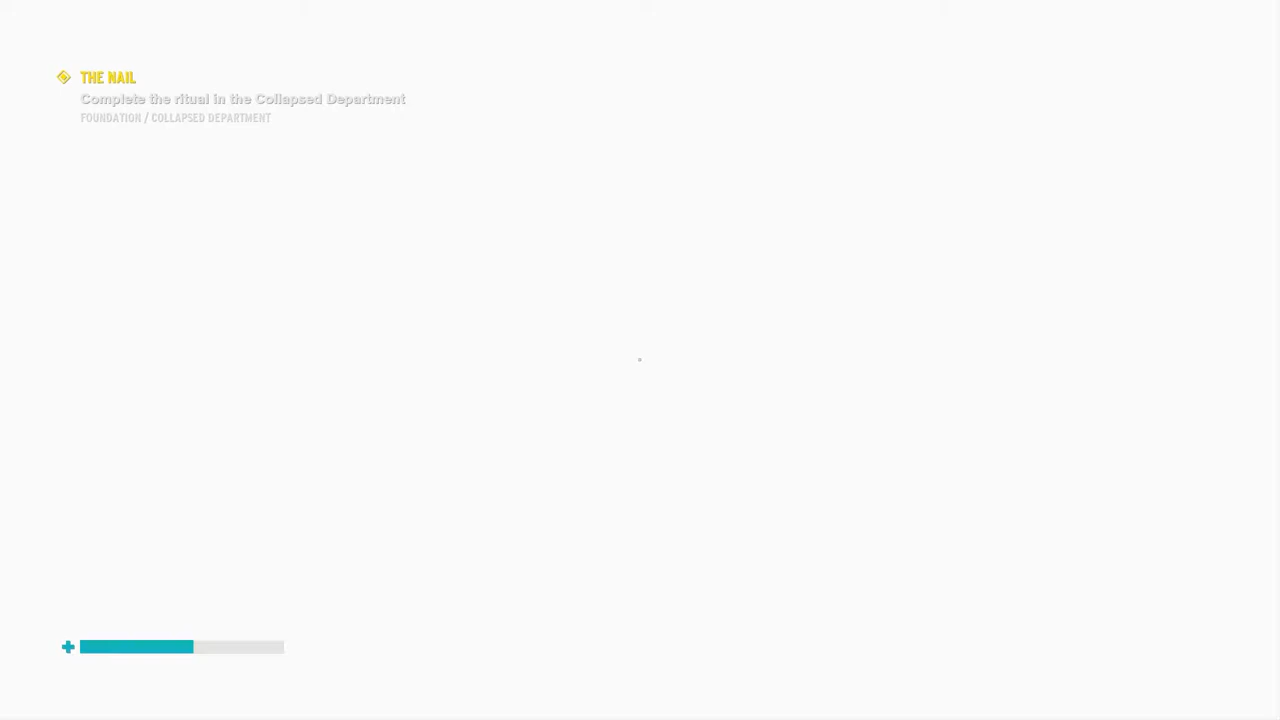 THE NAIL
Complete the ritual in the Collapsed Department
FOUNDATION / COLLAPSED DEPARTMENT